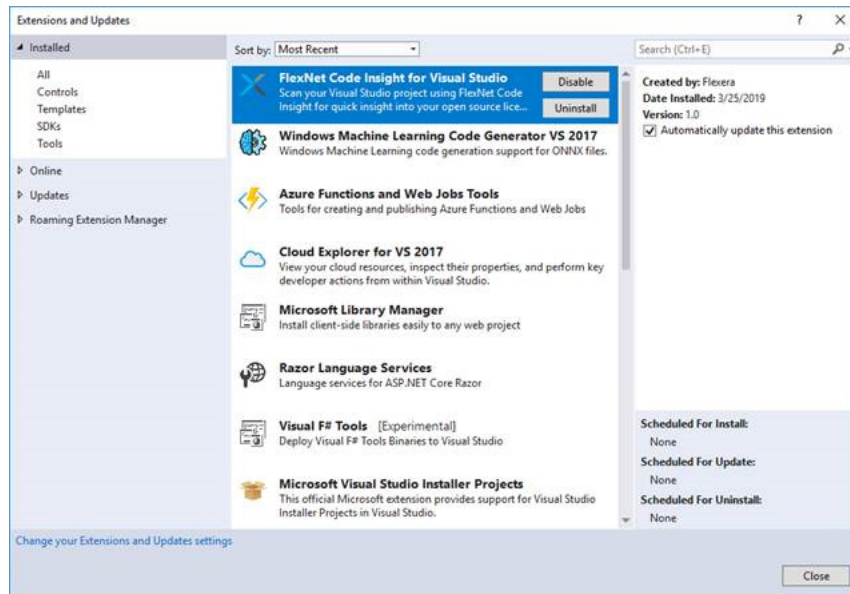 Extensions and Updates
? X
Installed
Sort by: Most Recent
Search (Ctrl+E)
All
Controls
Templates
SDKs
Tools
Online
Updates
Roaming Extension Manager
FlexNet Code Insight for Visual Studio
Scan your Visual Studio project using FlexNet Code
Insight for quick insight into your open source lice...
Disable
Uninstall
Windows Machine Learning Code Generator VS 2017
Windows Machine Learning code generation support for ONNX files.
Azure Functions and Web Jobs Tools
Tools for creating and publishing Azure Functions and Web Jobs
Cloud Explorer for VS 2017
View your cloud resources, inspect their properties, and perform key
developer actions from within Visual Studio.
Microsoft Library Manager
Install client-side libraries easily to any web project
Razor Language Services
Language services for ASP.NET Core Razor
Visual F# Tools [Experimental]
Deploy Visual F# Tools Binaries to Visual Studio
Microsoft Visual Studio Installer Projects
This official Microsoft extension provides support for Visual Studio
Installer Projects in Visual Studio.
Created by: Flexera
Date Installed: 3/25/2019
Version: 1.0
Automatically update this extension
Scheduled For Install:
None
Scheduled For Update:
None
Scheduled For Uninstall:
None
Change your Extensions and Updates settings
Close